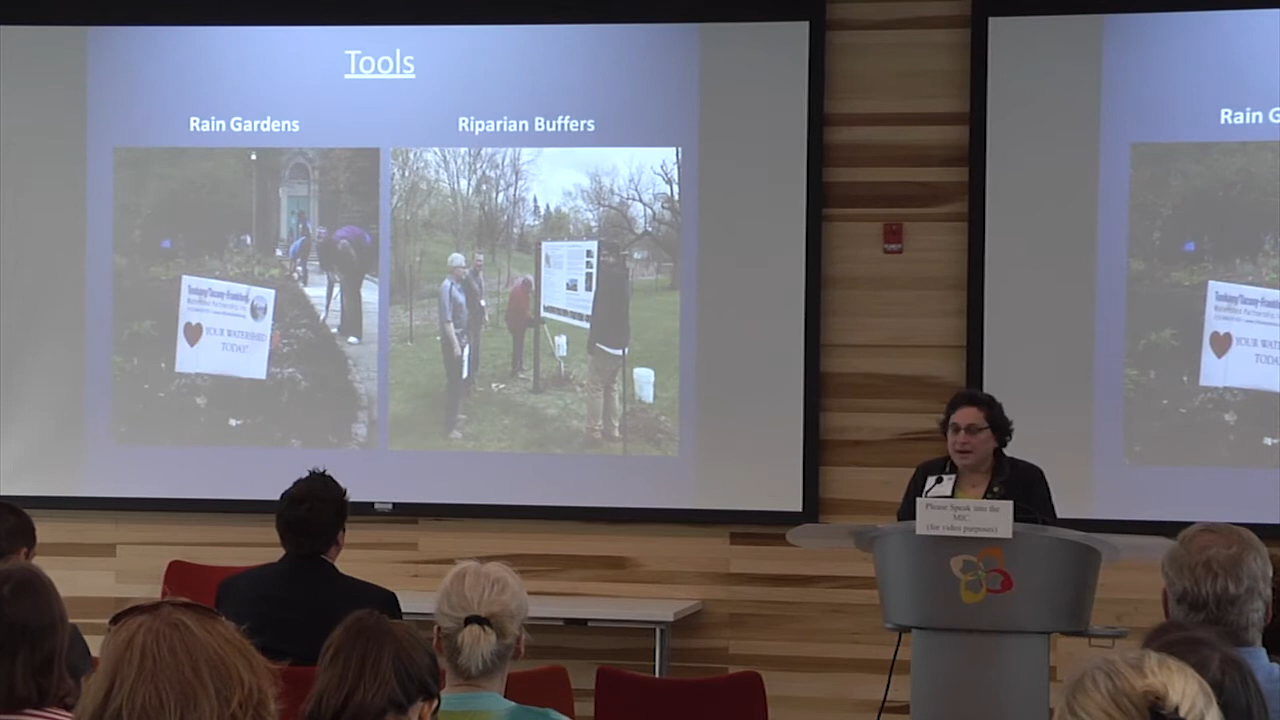 Tools
Rain Gardens
Riparian Buffers
YOUR WATERSHED
TODAY
Rain G
YOUR WAT
TODA
Please Speak into the
MIC.
(for video purposes)